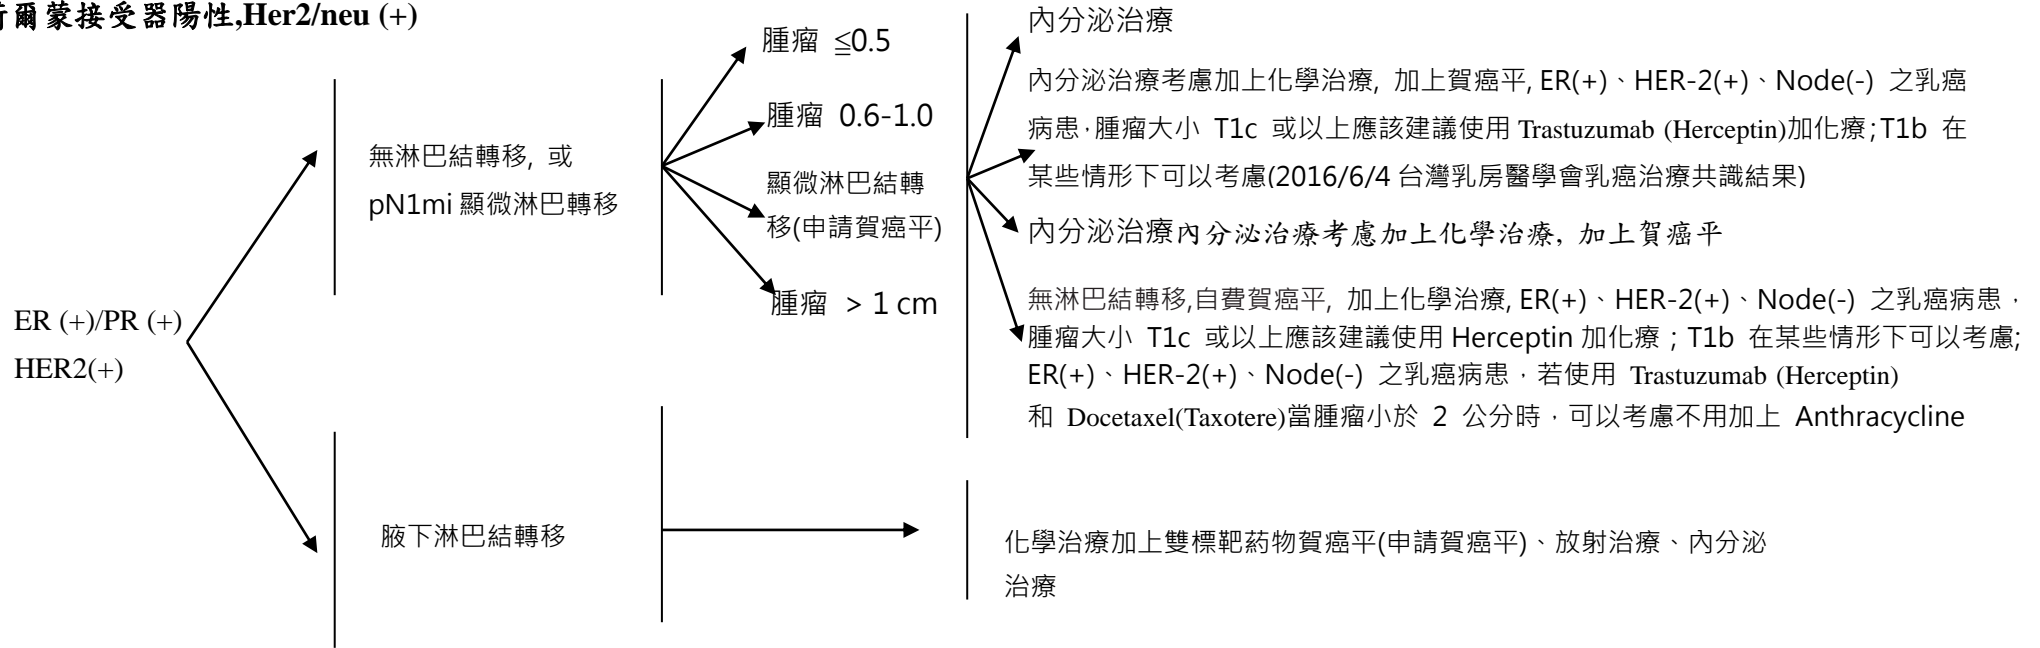 爾蒙接受器陽性,Her2/neu (+)
ER (+)/PR (+)
HER2(+)
無淋巴結轉移, 或
pN1mi 顯微淋巴轉移
腋下淋巴結轉移
腫瘤 ≦0.5
腫瘤 0.6-1.0
顯微淋巴結轉
移(申請賀癌平)
腫瘤 > 1 cm
內分泌治療
內分泌治療考慮加上化學治療, 加上賀癌平, ER(+)、HER-2(+)、Node(-) 之乳癌
病患,腫瘤大小 T1c 或以上應該建議使用 Trastuzumab (Herceptin)加化療;T1b 在
某些情形下可以考慮(2016/6/4 台灣乳房醫學會乳癌治療共識結果)
內分泌治療內分泌治療考慮加上化學治療, 加上賀癌平
無淋巴結轉移,自費賀癌平, 加上化學治療, ER(+)、HER-2(+)、Node(-) 之乳癌病患,
腫瘤大小 T1c 或以上應該建議使用 Herceptin 加化療 ; T1b 在某些情形下可以考慮;
ER(+)、HER-2(+)、Node(-) 之乳癌病患,若使用 Trastuzumab (Herceptin)
和 Docetaxel(Taxotere)當腫瘤小於 2 公分時,可以考慮不用加上 Anthracycline
化學治療加上雙標靶葯物賀癌平(申請賀癌平)、放射治療、內分泌
治療